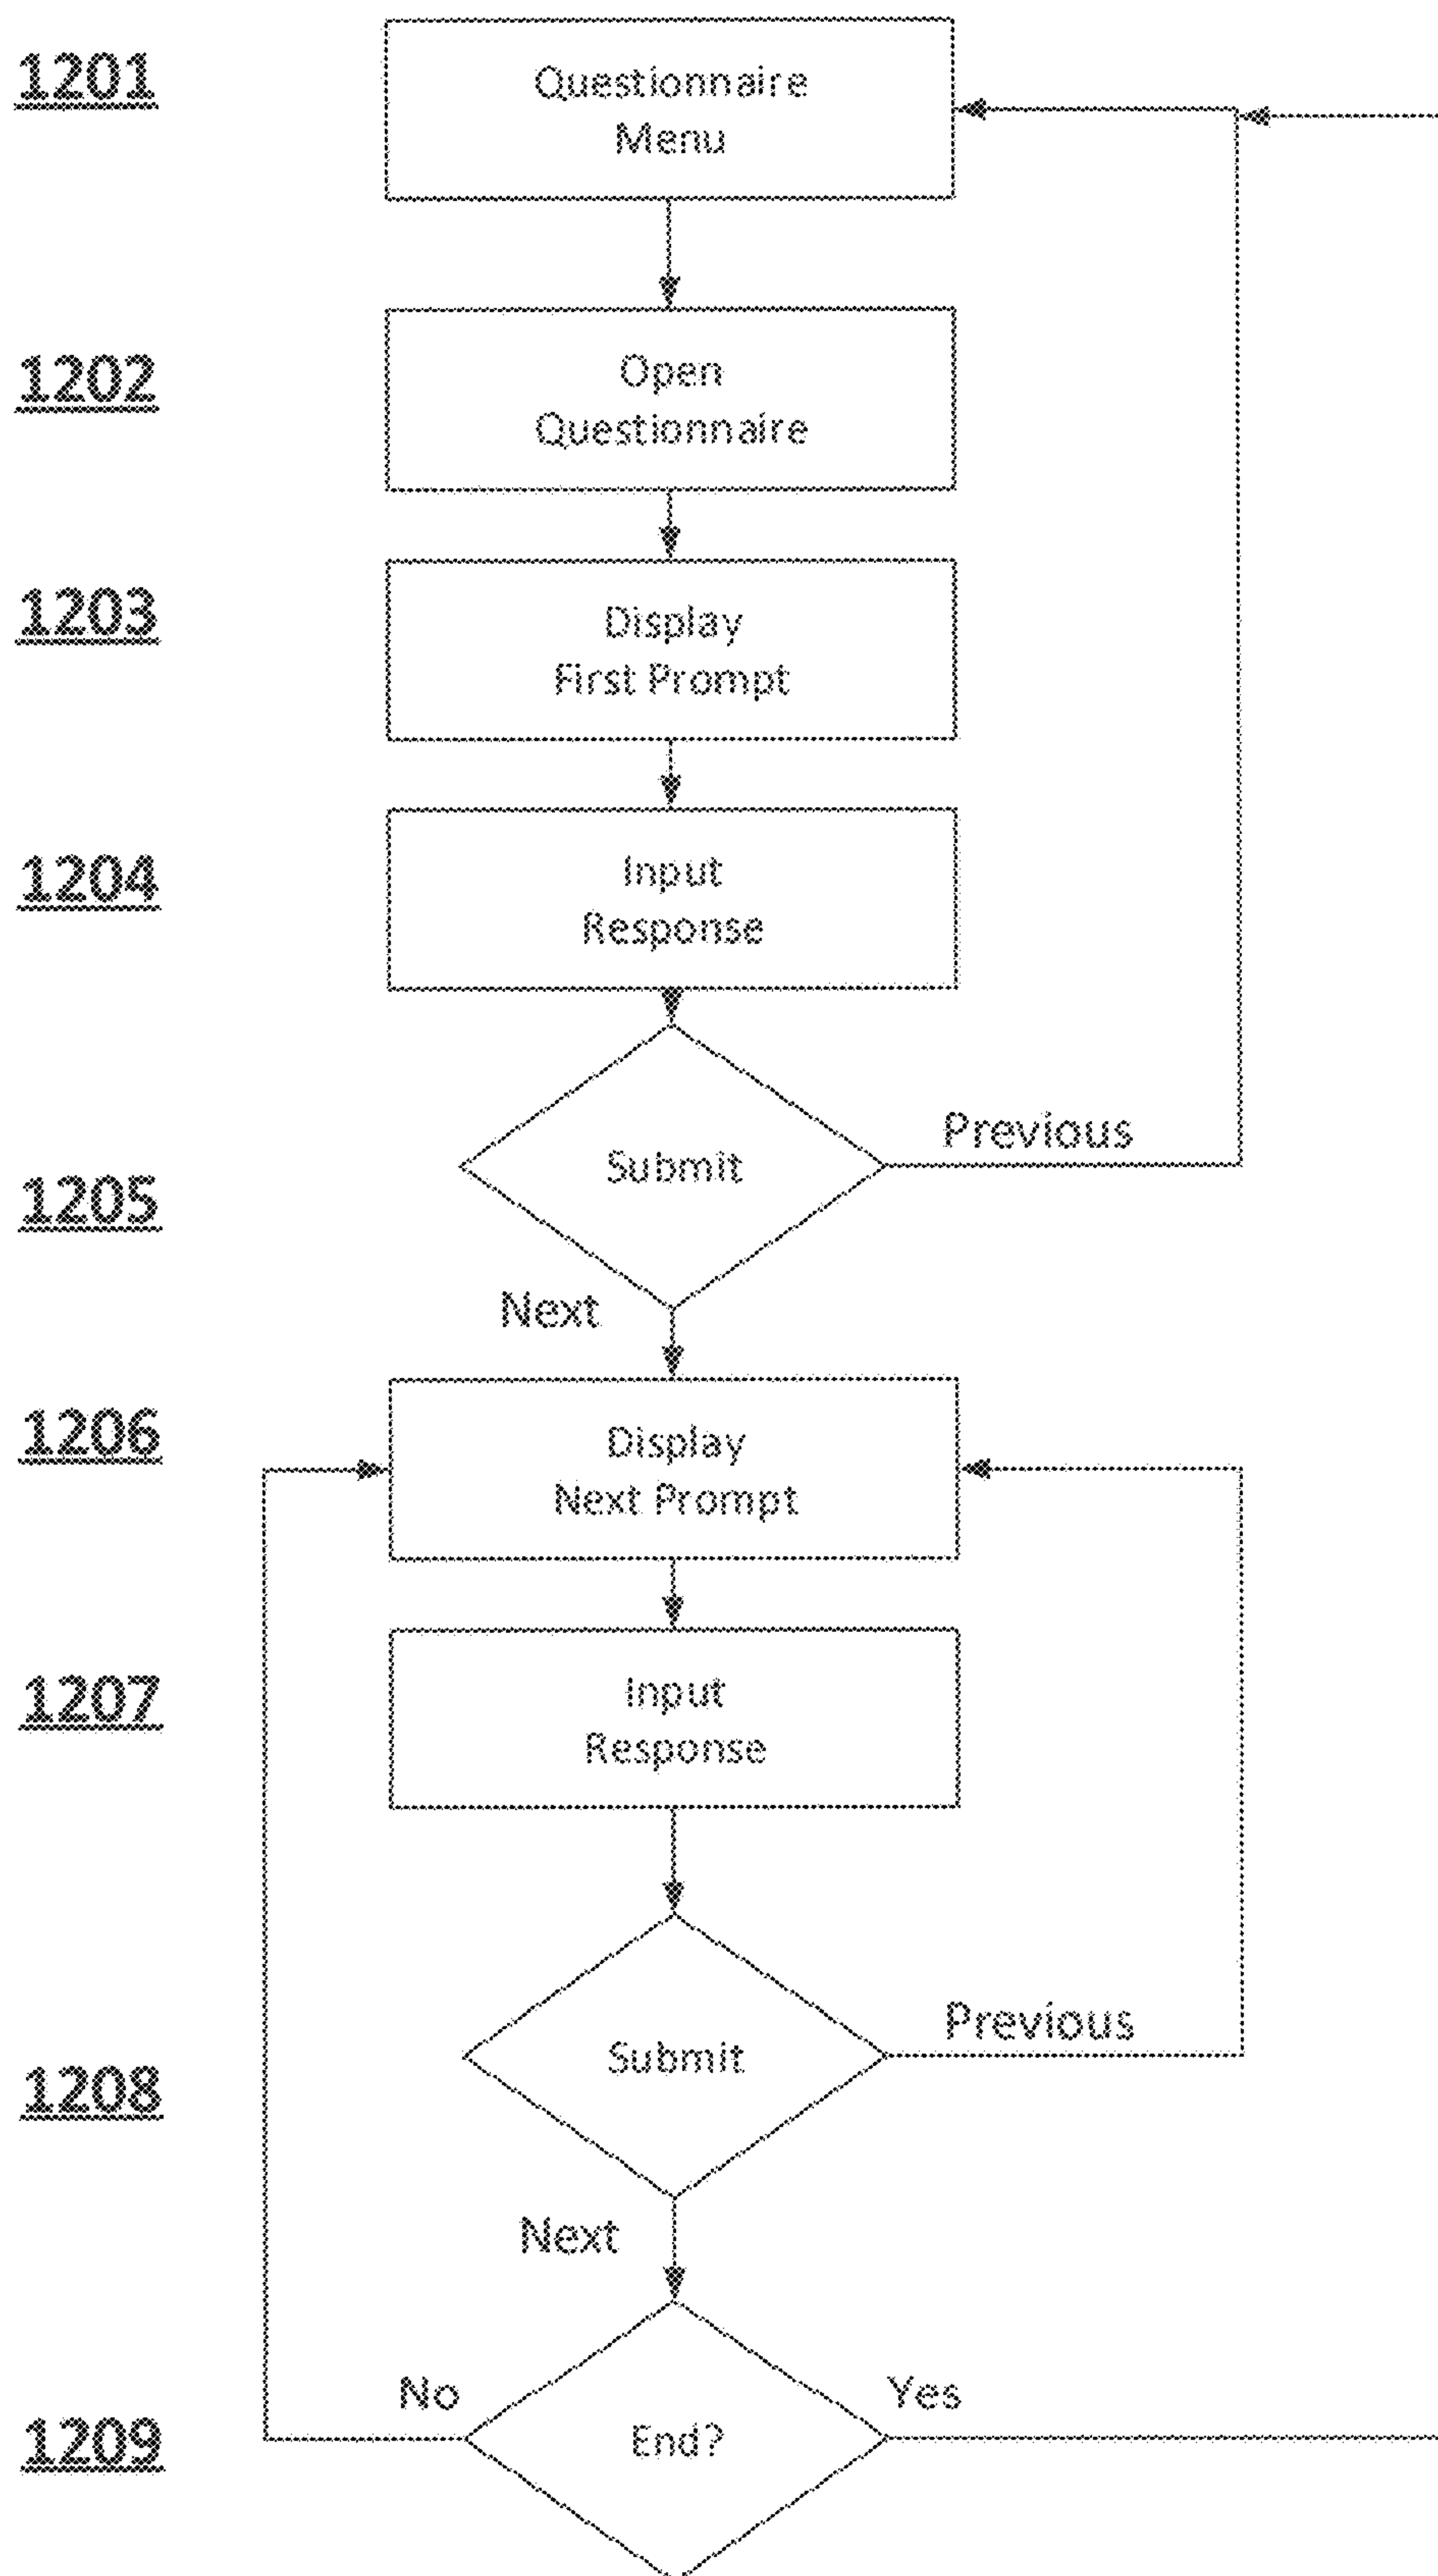 1201
Questionnaire
Menu
1202
Open
Questionnaire
1203
Display
First Prompt
1204
Input
Response
1205
Submit
Previous
Next
1206
Display
Next Prompt
1207
Input
Response
1208
Submit
Previous
Next
1209
No
End?
Yes